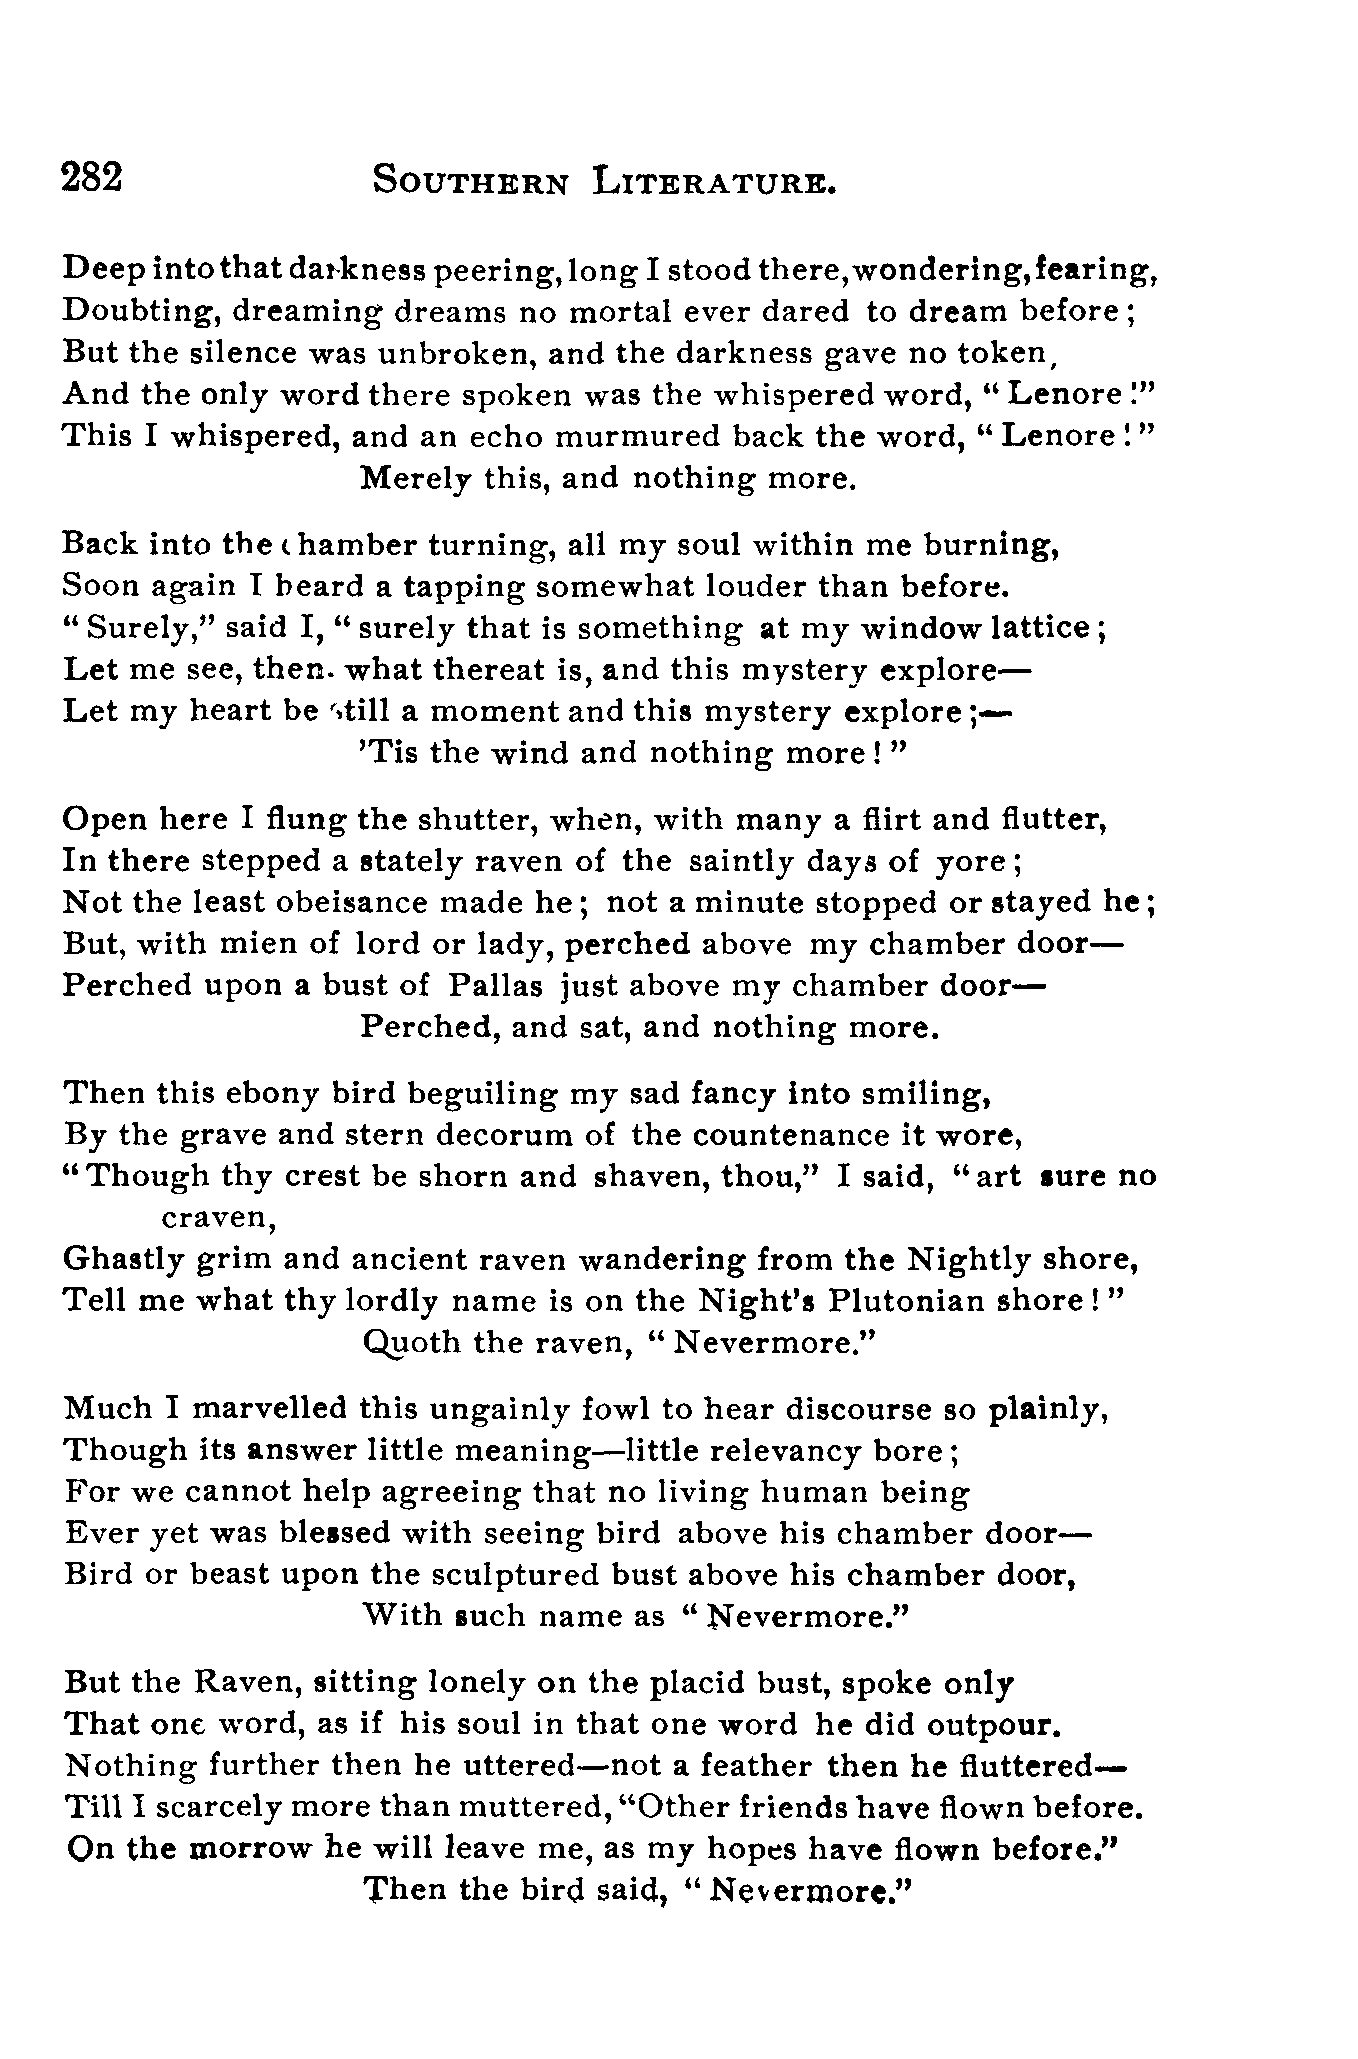 282 SOUTHERN LITERATURE.
Deep into that darkness peering, long I stood there, wondering, fearing,
Doubting, dreaming dreams no mortal ever dared to dream before;
But the silence was unbroken, and the darkness gave no token,
And the only word there spoken was the whispered word, "Lenore!"
This I whispered, and an echo murmured back the word, "Lenore!"
Merely this, and nothing more.
Back into the chamber turning, all my soul within me burning,
Soon again I heard a tapping somewhat louder than before.
"Surely," said I, "surely that is something at my window lattice;
Let me see, then. what thereat is, and this mystery explore—
Let my heart be still a moment and this mystery explore;—
'Tis the wind and nothing more!"
Open here I flung the shutter, when, with many a flirt and flutter,
In there stepped a stately raven of the saintly days of yore;
Not the least obeisance made he; not a minute stopped or stayed he;
But, with mien of lord or lady, perched above my chamber door—
Perched upon a bust of Pallas just above my chamber door—
Perched, and sat, and nothing more.
Then this ebony bird beguiling my sad fancy into smiling,
By the grave and stern decorum of the countenance it wore,
"Though thy crest be shorn and shaven, thou," I said, "art sure no
craven,
Ghastly grim and ancient raven wandering from the Nightly shore,
Tell me what thy lordly name is on the Night's Plutonian shore!"
Quoth the raven, "Nevermore."
Much I marvelled this ungainly fowl to hear discourse so plainly,
Though its answer little meaning—little relevancy bore;
For we cannot help agreeing that no living human being
Ever yet was blessed with seeing bird above his chamber door—
Bird or beast upon the sculptured bust above his chamber door,
With such name as "Nevermore."
But the Raven, sitting lonely on the placid bust, spoke only
That one word, as if his soul in that one word he did outpour.
Nothing further then he uttered—not a feather then he fluttered—
Till I scarcely more than muttered, "Other friends have flown before.
On the morrow he will leave me, as my hopes have flown before."
Then the bird said, "Nevermore."